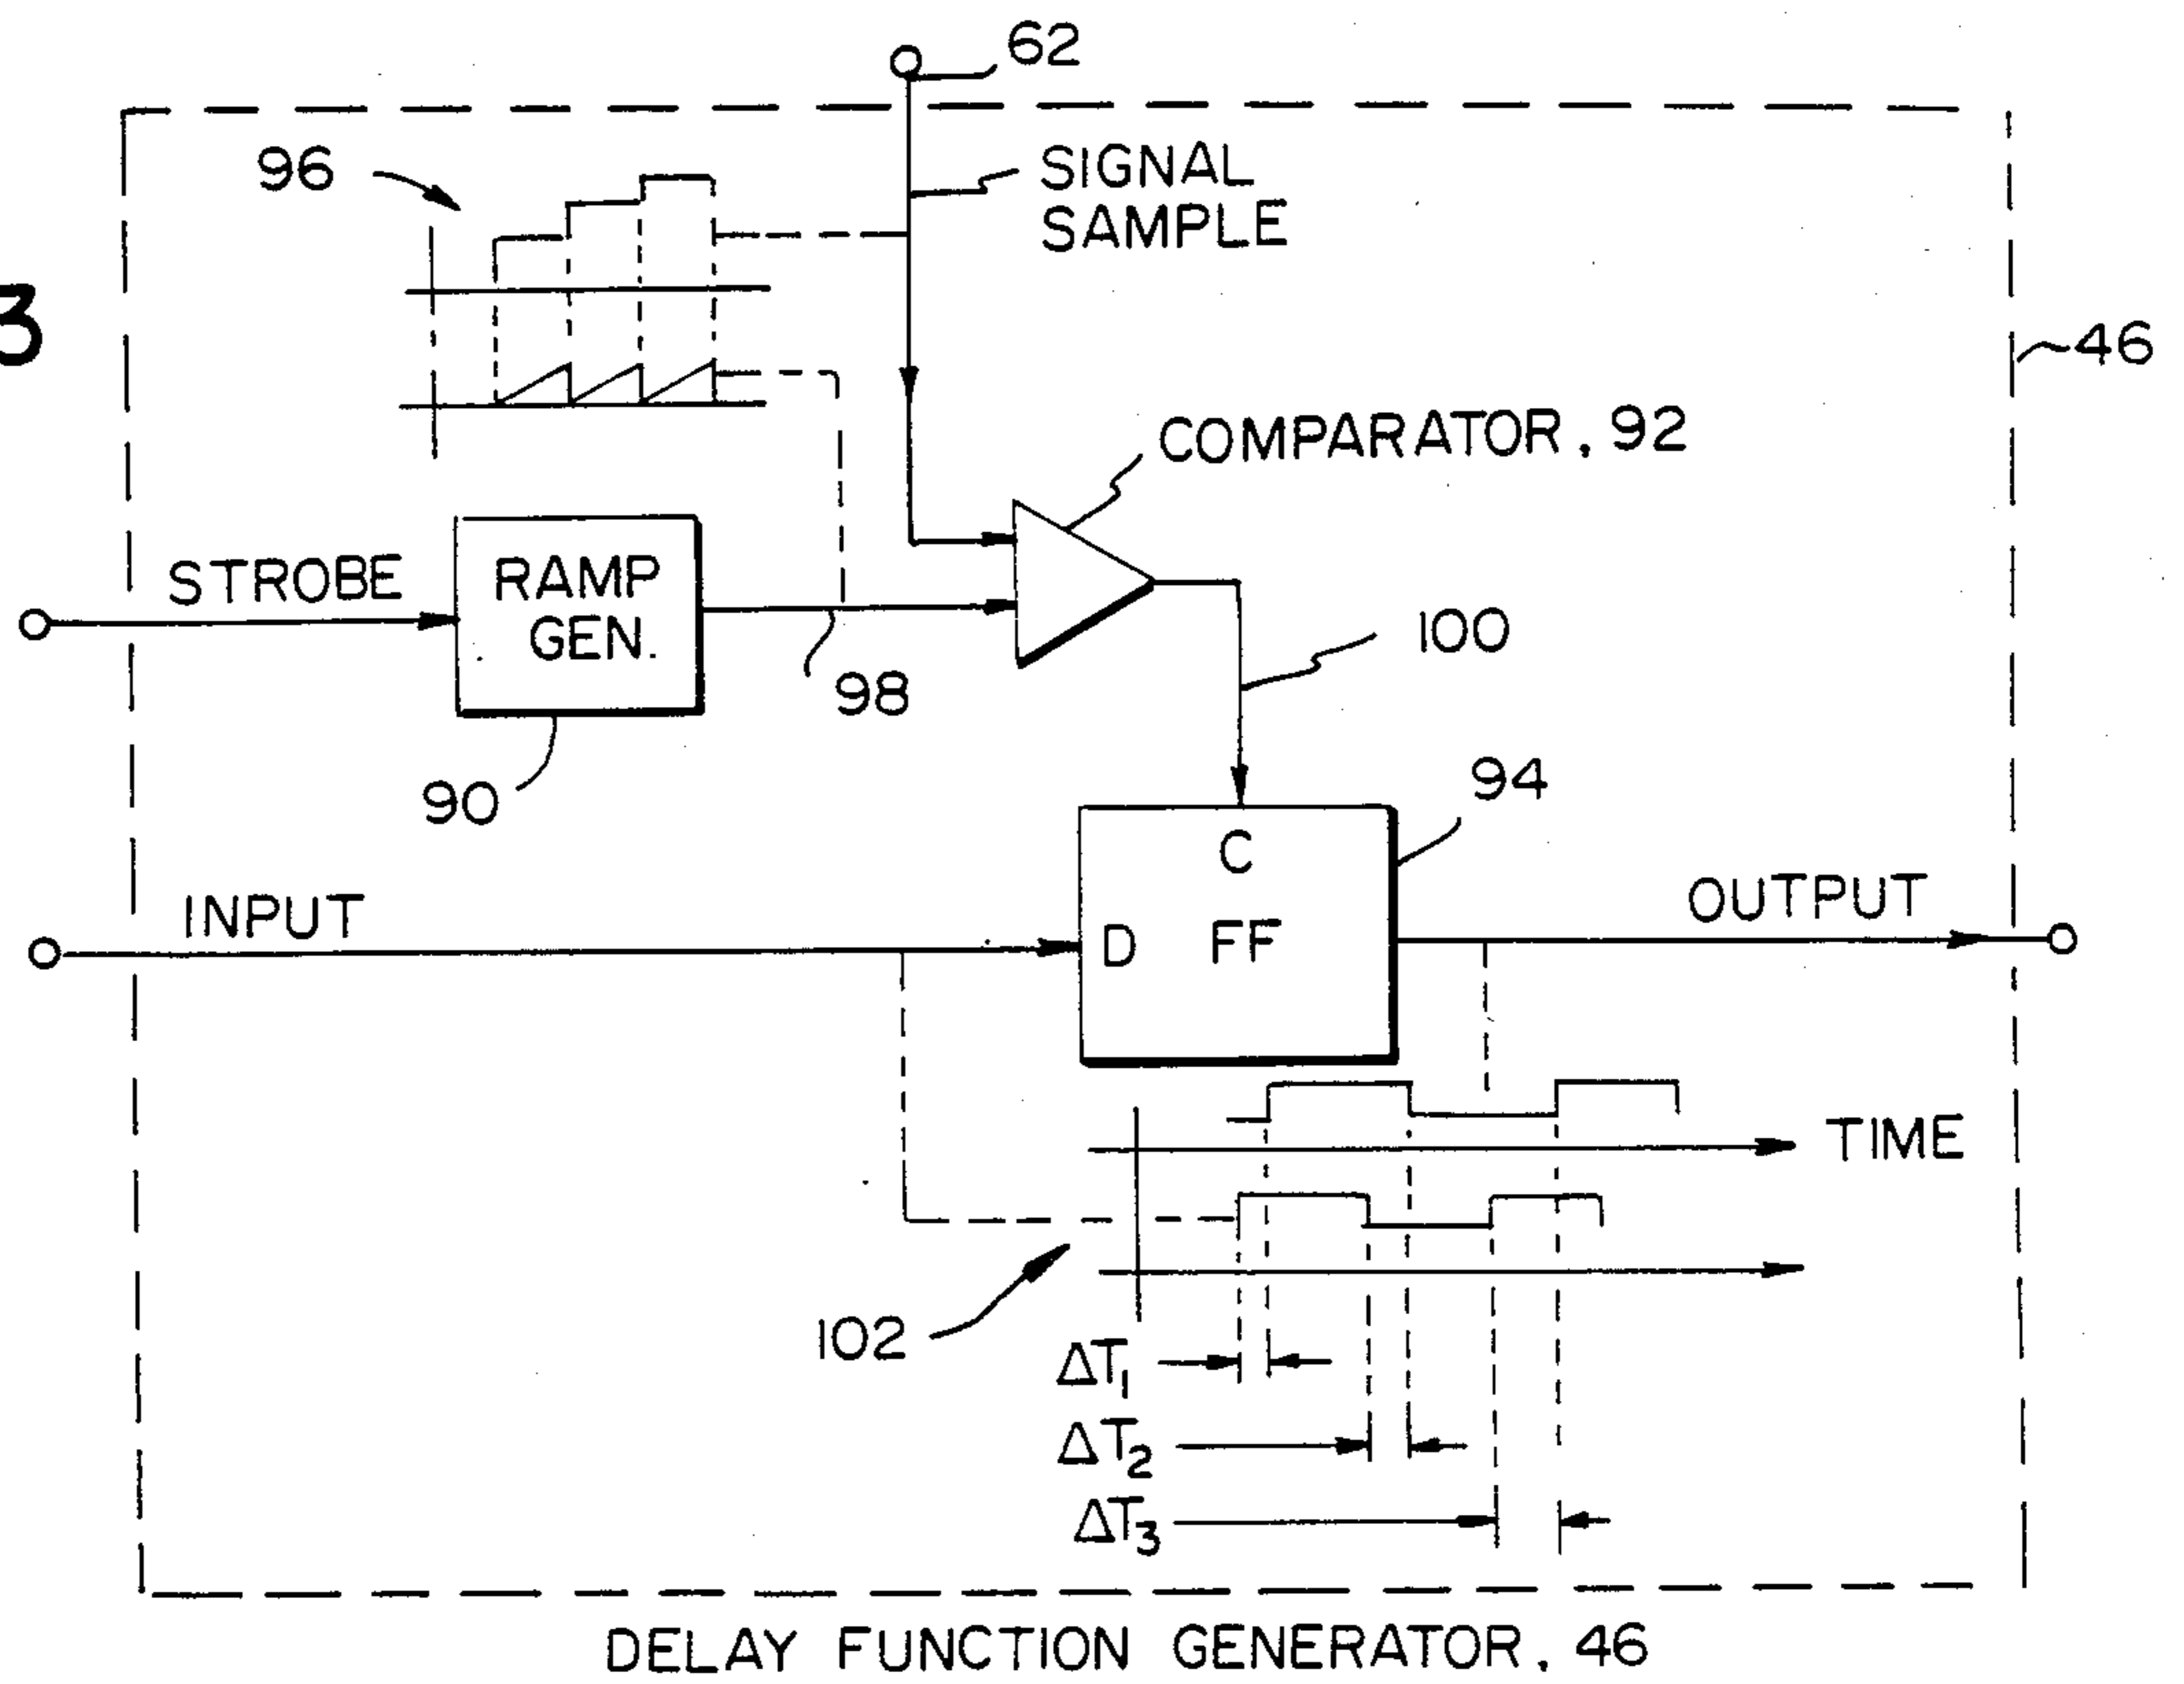 62
96
SIGNAL
SAMPLE
3
46
COMPARATOR, 92
STROBE
RAMP
GEN.
98
100
90
94
C
INPUT
D
FF
OUTPUT
TIME
102
ΔT1
ΔT2
ΔT3
DELAY FUNCTION GENERATOR, 46